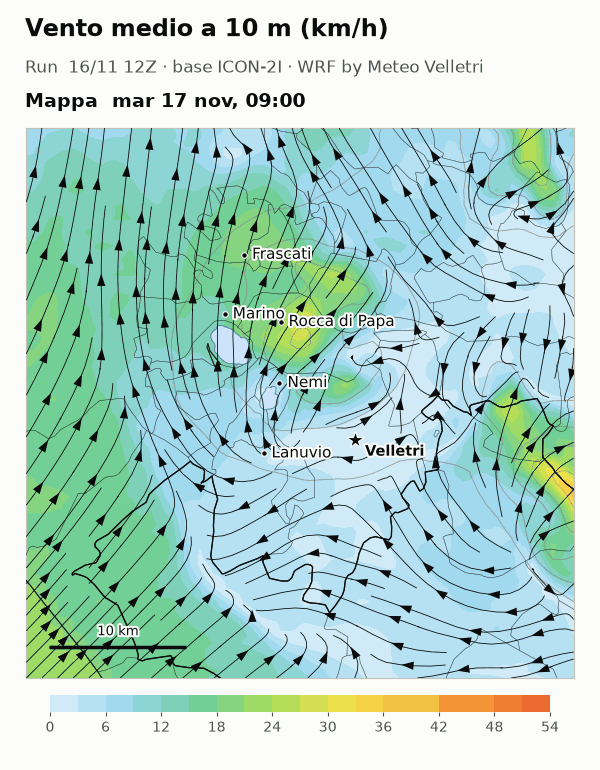 Vento medio a 10 m (km/h)
Run  16/11 12Z · base ICON-2I · WRF by Meteo Velletri
Mappa  mar 17 nov, 09:00
Frascati
Marino
Rocca di Papa
Nemi
Velletri
Lanuvio
10 km
0 6 12 18 24 30 36 42 48 54